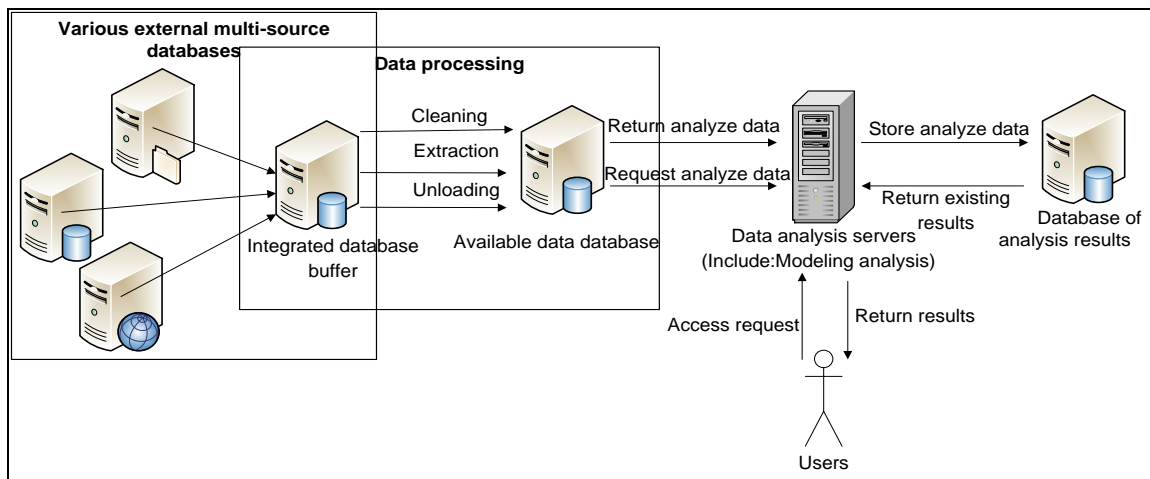 Various external multi-source
databases
Data processing
Cleaning
Extraction
Unloading
Integrated database
buffer
Available data database
Return analyze data
Request analyze data
Data analysis servers
(Include:Modeling analysis)
Store analyze data
Return existing
results
Database of
analysis results
Access request
Return results
Users